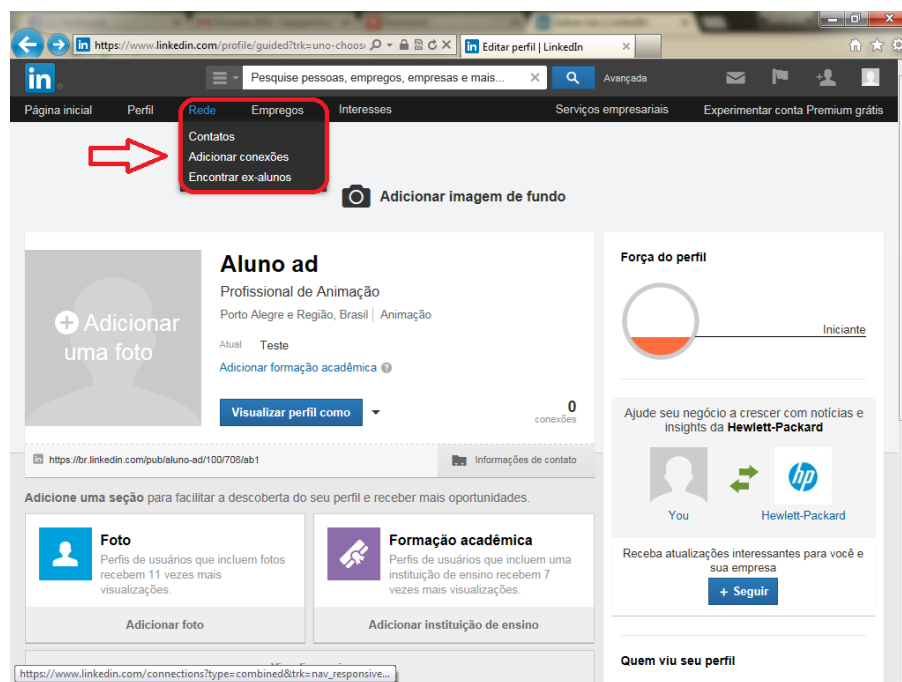 https://www.linkedin.com/profile/guided?trk=uno-choos
Editar perfil | LinkedIn
in
Pesquise pessoas, empregos, empresas e mais...
Avançada
Página inicial Perfil Rede Empregos Interesses Serviços empresariais Experimentar conta Premium grátis
Contatos
Adicionar conexões
Encontrar ex-alunos
Adicionar imagem de fundo
Adicionar
uma foto
Aluno ad
Profissional de Animação
Porto Alegre e Região, Brasil | Animação
Atual Teste
Adicionar formação acadêmica
Visualizar perfil como
0
conexões
https://br.linkedin.com/pub/aluno-ad/100/708/ab1
Informações de contato
Força do perfil
Iniciante
Ajude seu negócio a crescer com notícias e
insights da Hewlett-Packard
hp
You Hewlett-Packard
Receba atualizações interessantes para você e
sua empresa
+ Seguir
Quem viu seu perfil
Adicione uma seção para facilitar a descoberta do seu perfil e receber mais oportunidades.
Foto
Perfis de usuários que incluem fotos
recebem 11 vezes mais
visualizações.
Adicionar foto
Formação acadêmica
Perfis de usuários que incluem uma
instituição de ensino recebem 7
vezes mais visualizações.
Adicionar instituição de ensino
https://www.linkedin.com/connections?type=combined&trk=nav_responsive...